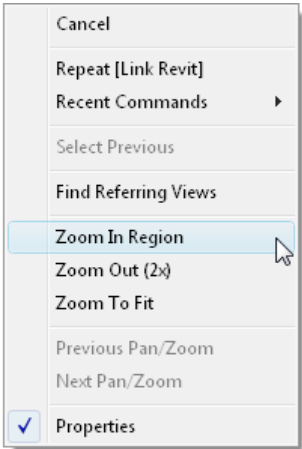 Cancel
Repeat [Link Revit]
Recent Commands
Select Previous
Find Referring Views
Zoom In Region
Zoom Out (2x)
Zoom To Fit
Previous Pan/Zoom
Next Pan/Zoom
Properties